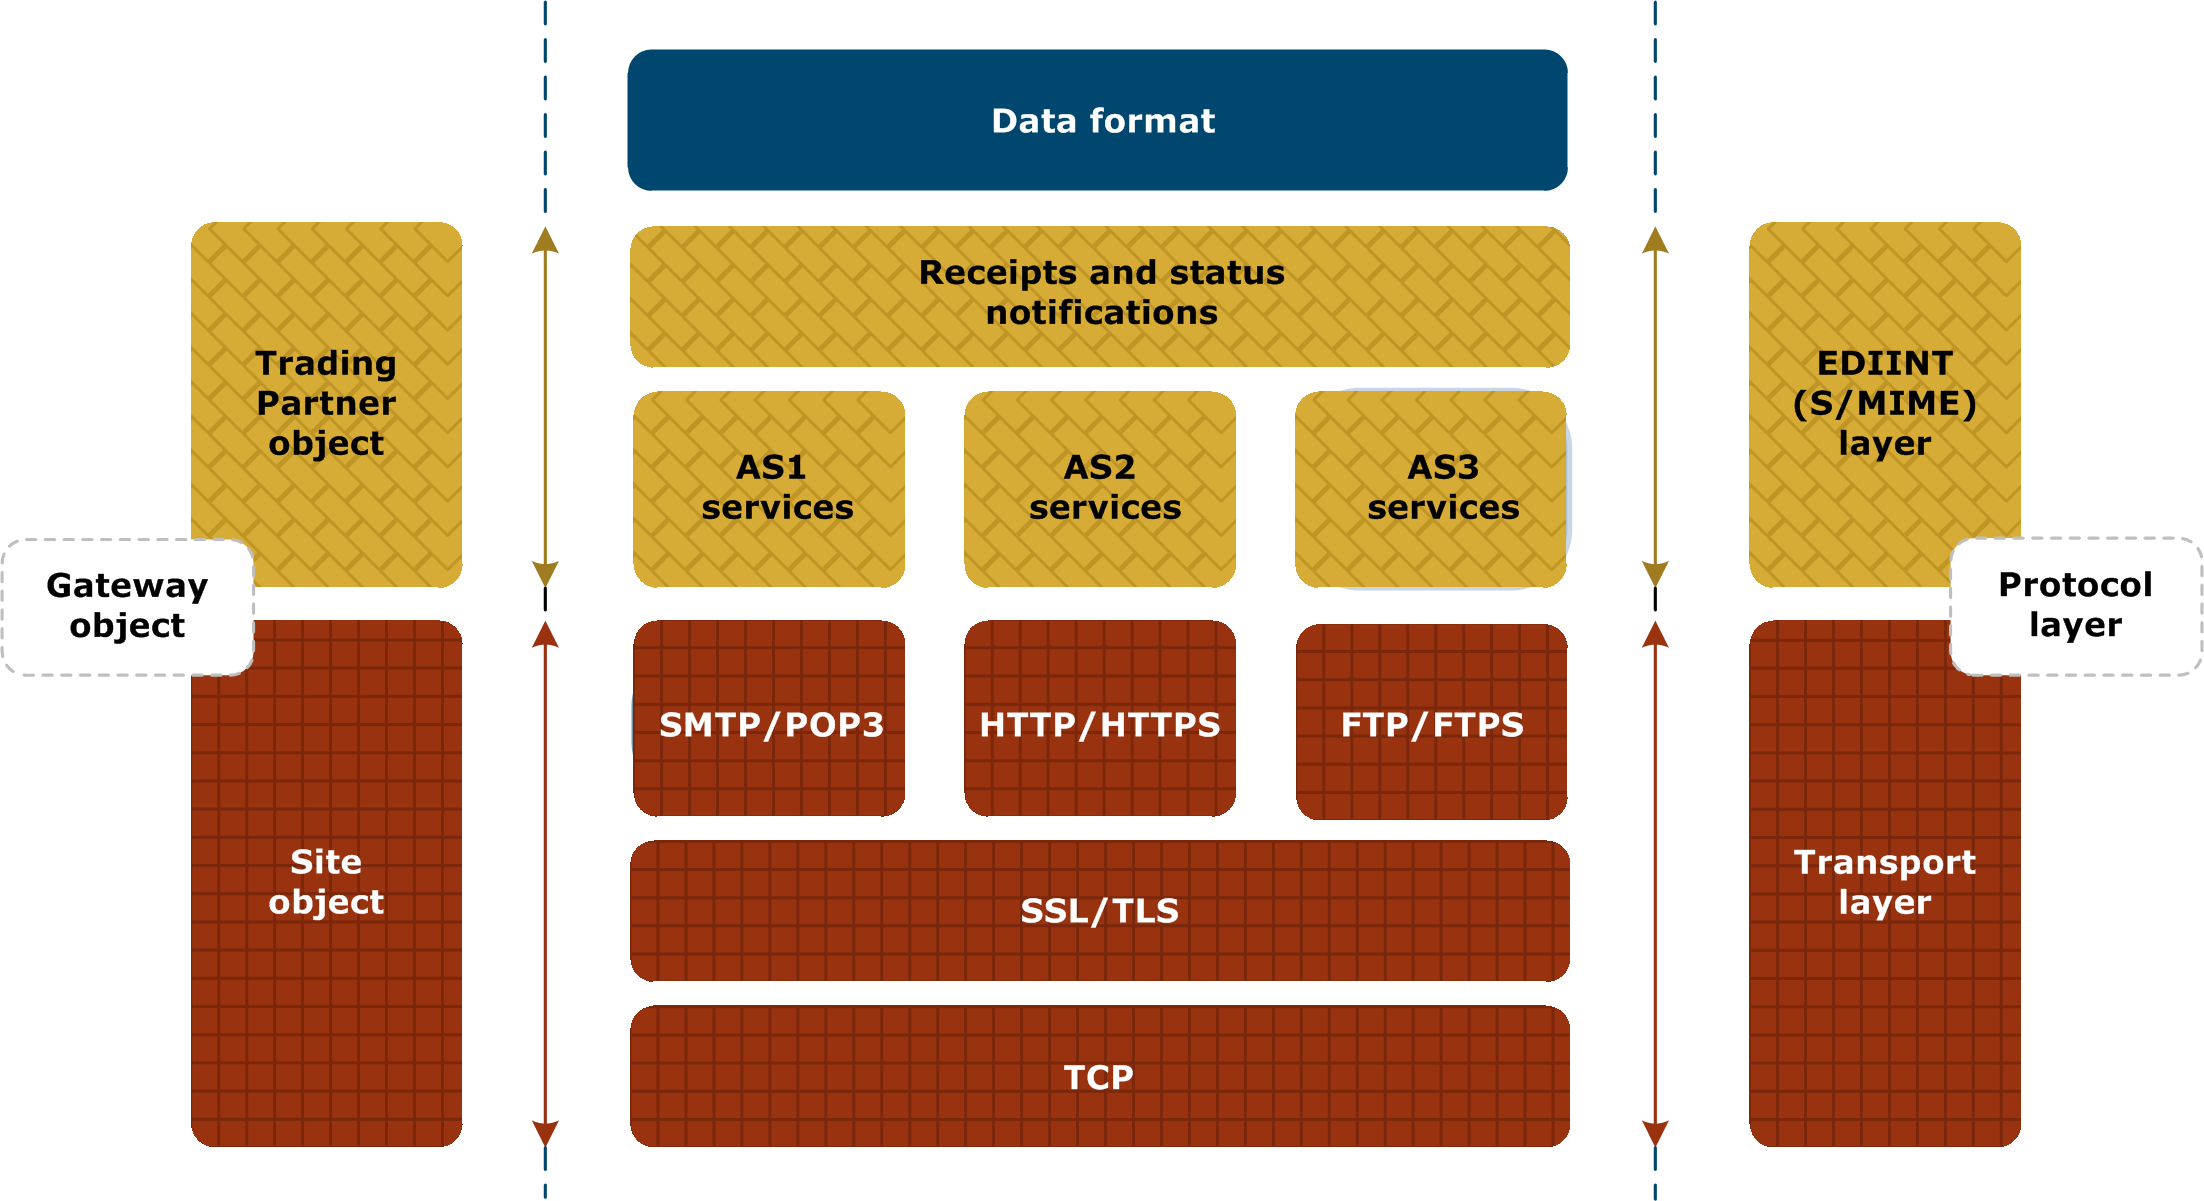 Data format
Receipts and status
notifications
Trading
Partner
object
EDIINT
(S/MIME)
layer
AS1
services
AS2
services
AS3
services
Gateway
object
Protocol
layer
SMTP/POP3
HTTP/HTTPS
FTP/FTPS
Site
object
Transport
layer
SSL/TLS
TCP